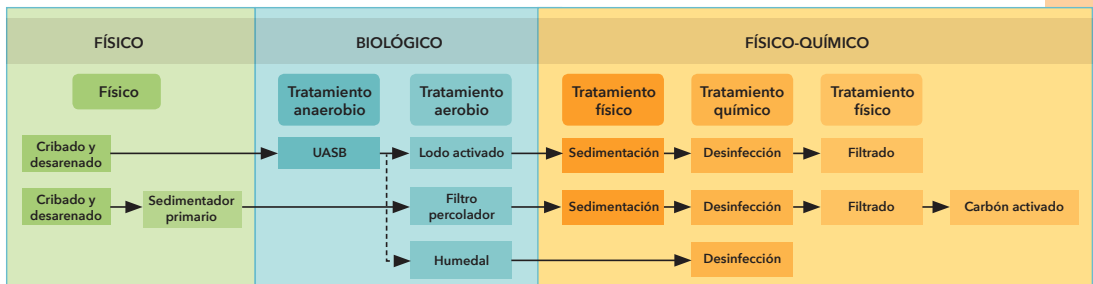 FÍSICO
BIOLÓGICO
FÍSICO-QUÍMICO
Físico
Tratamiento
anaerobio
Tratamiento
aerobio
Tratamiento
físico
Tratamiento
químico
Tratamiento
físico
Cribado y
desarenado
UASB
Lodo activado
Sedimentación
Desinfección
Filtrado
Cribado y
desarenado
Sedimentador
primario
Filtro
percolador
Sedimentación
Desinfección
Filtrado
Carbón activado
Humedal
Desinfección